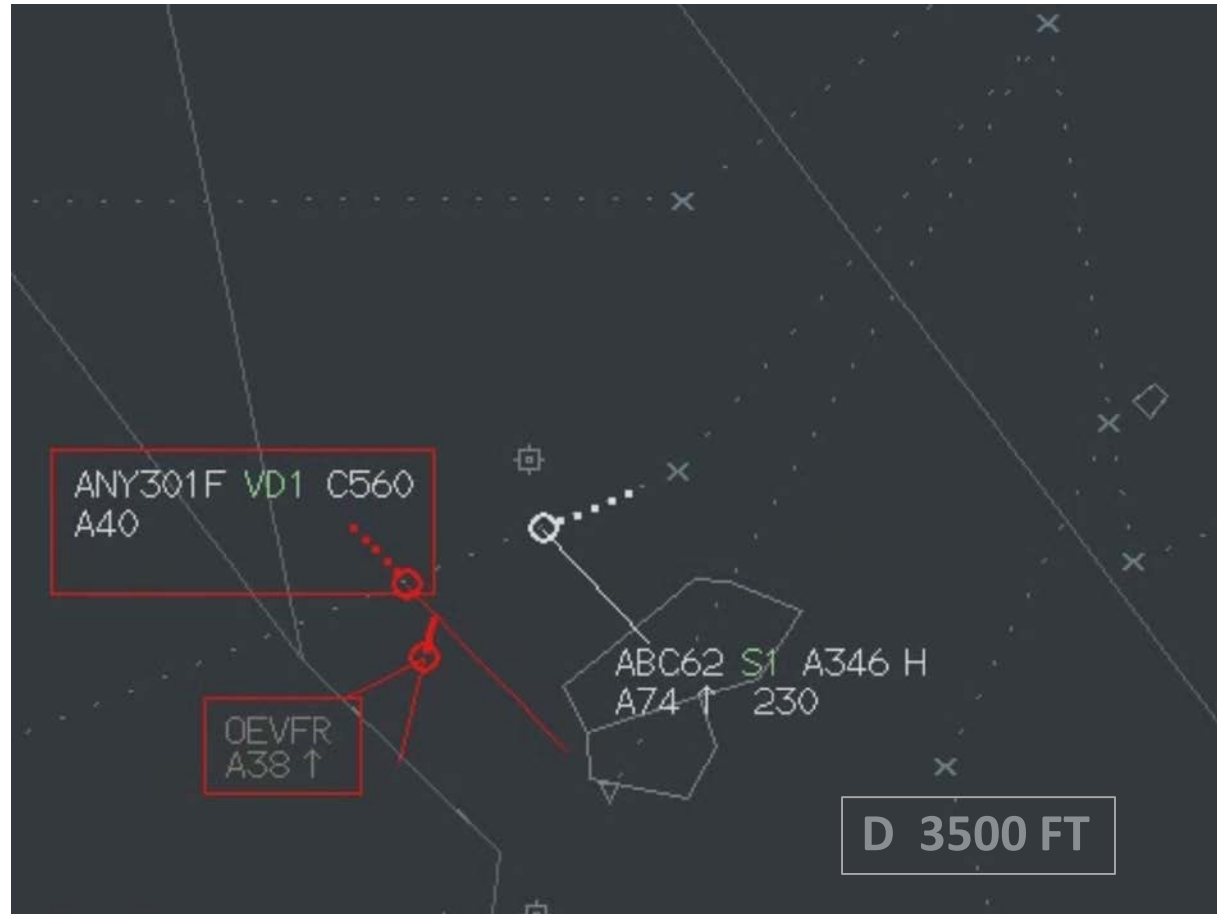 ANY301F VD1 C560
A40
ABC62 S1 A346 H
A74 ↑ 230
OEVFR
A38 ↑
D 3500 FT